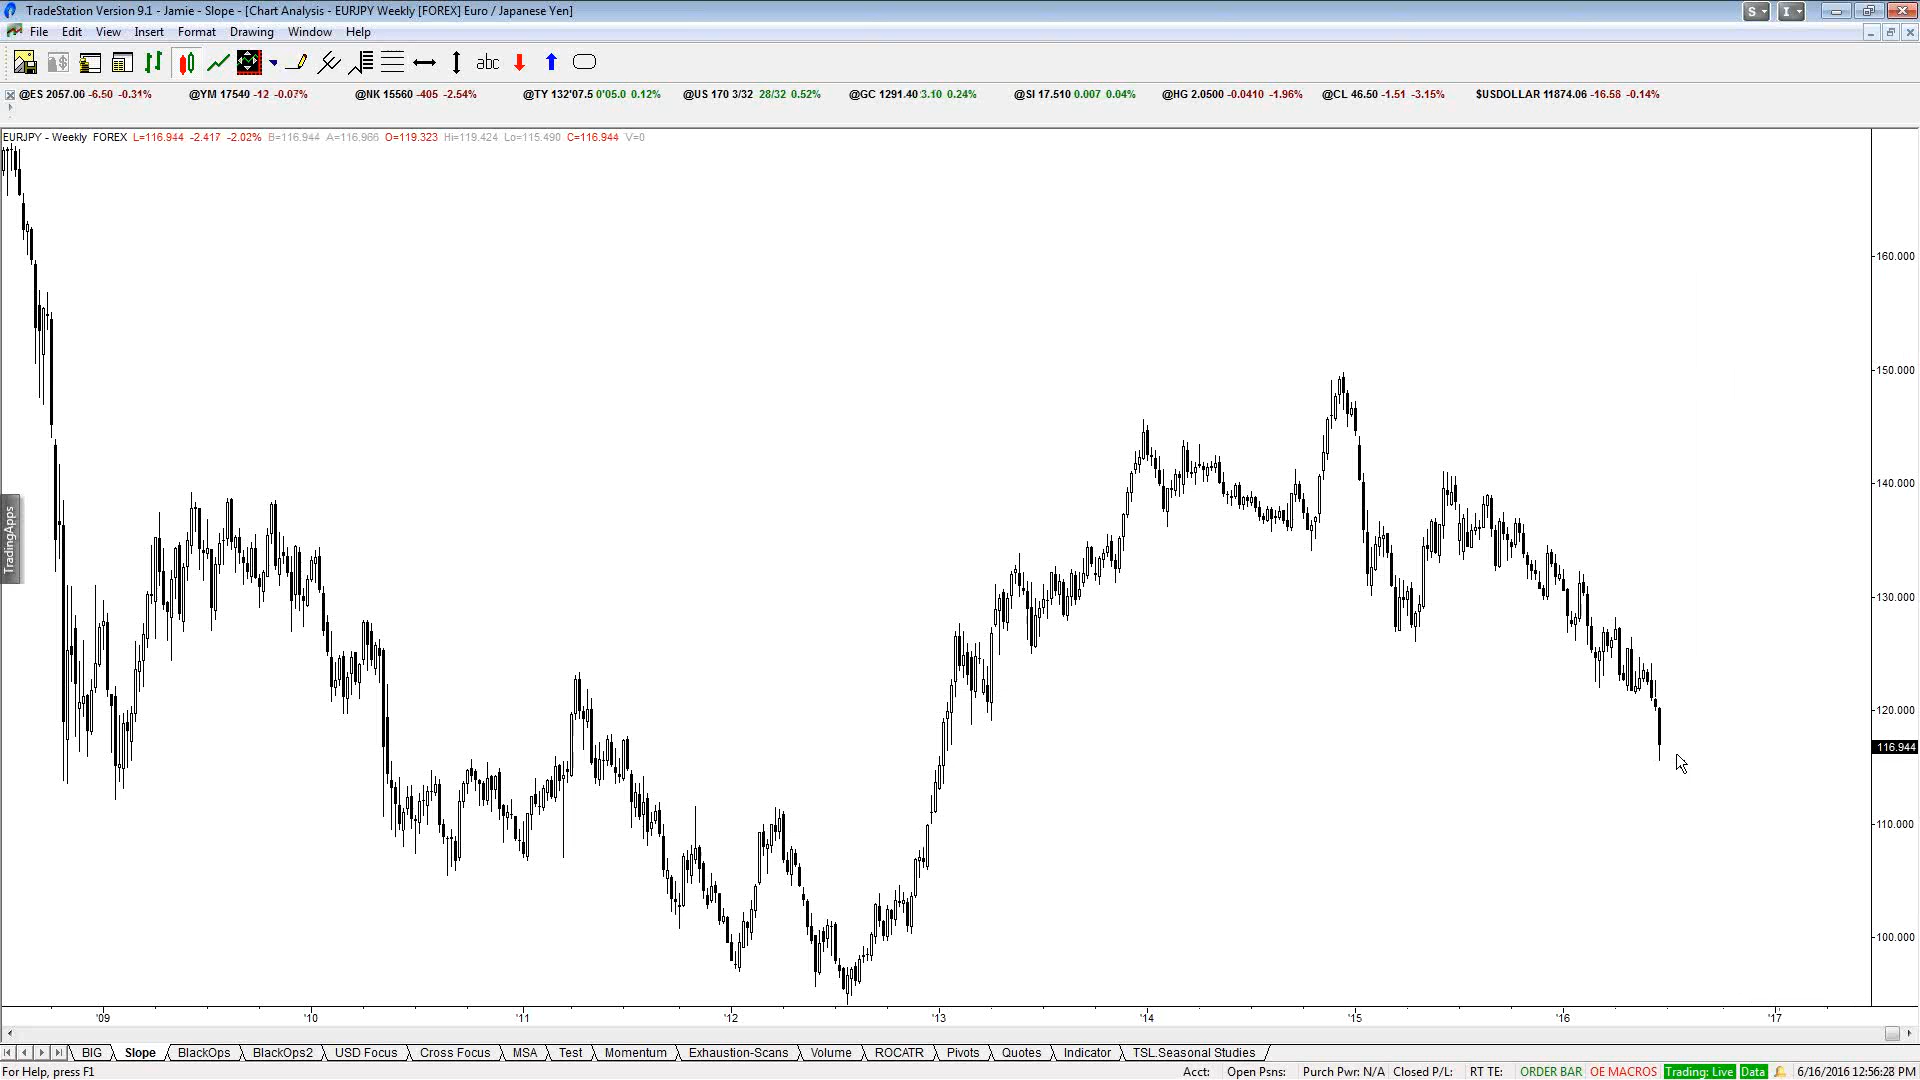 TradeStation Version 9.1 - Jamie - Slope - [Chart Analysis - EURJPY Weekly [FOREX] Euro / Japanese Yen]
S I
File Edit View Insert Format Drawing Window Help
abc
@ES 2057.00 -6.50 -0.31% @YM 17540 -12 -0.07% @NK 15560 -405 -2.54% @TY 132'07.5 0'05.0 0.12% @US 170 3/32 28/32 0.52% @GC 1291.40 3.10 0.24% @SI 17.510 0.007 0.04% @HG 2.0500 -0.0410 -1.96% @CL 46.50 -1.51 -3.15% $USDOLLAR 11874.06 -16.58 -0.14%
EURJPY - Weekly FOREX L=116.944 -2.417 -2.02% B=116.944 A=116.966 O=119.323 Hi=119.424 Lo=115.490 C=116.944 V=0
160.000
150.000
140.000
TradingApps
130.000
120.000
116.944
110.000
100.000
'09 '10 '11 '12 '13 '14 '15 '16 '17
BIG Slope BlackOps BlackOps2 USD Focus Cross Focus MSA Test Momentum Exhaustion-Scans Volume ROCATR Pivots Quotes Indicator TSL.Seasonal Studies
For Help, press F1 Acct: Open Psns: Purch Pwr: N/A Closed P/L: RT TE: ORDER BAR OE MACROS Trading: Live Data 6/16/2016 12:56:28 PM